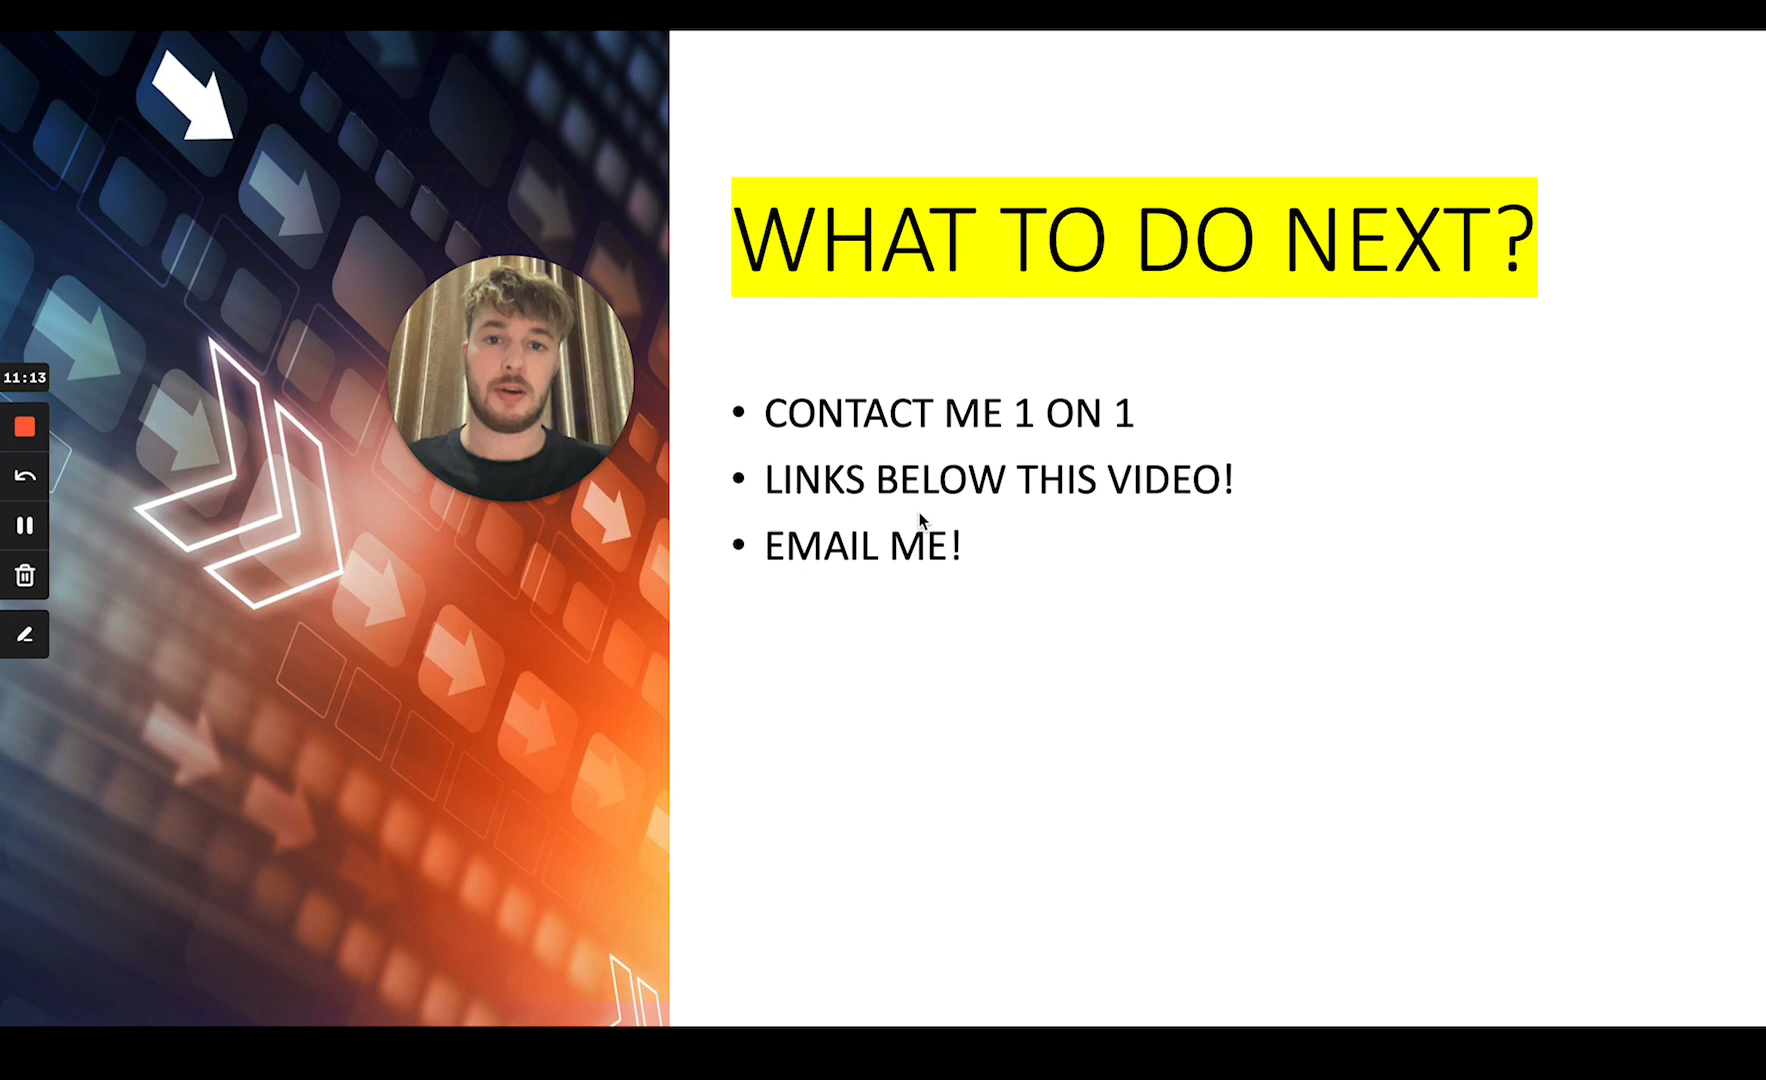 WHAT TO DO NEXT?
11:13
• CONTACT ME 1 ON 1
• LINKS BELOW THIS VIDEO!
• EMAIL ME!